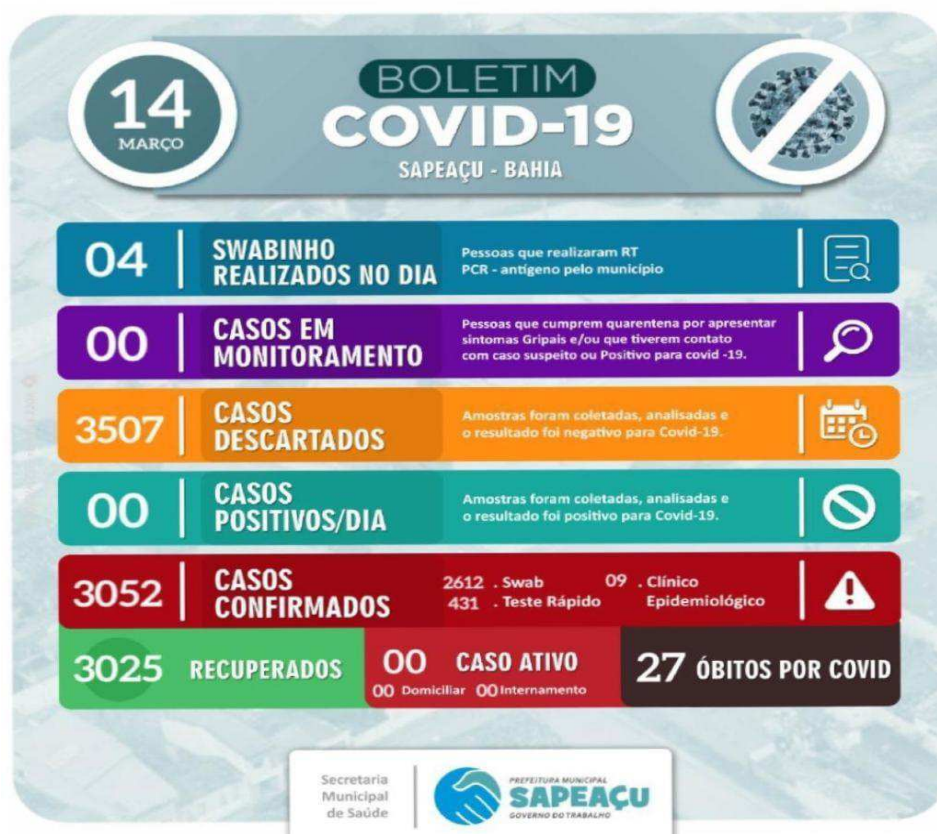 14
MARÇO
BOLETIM
COVID-19
SAPEAÇU - BAHIA
04
SWABINHO
REALIZADOS NO DIA
Pessoas que realizaram RT
PCR - antígeno pelo município
00
CASOS EM
MONITORAMENTO
Pessoas que cumprem quarentena por apresentar
sintomas Gripais e/ou que tiverem contato
com caso suspeito ou Positivo para covid -19.
3507
CASOS
DESCARTADOS
Amostras foram coletadas, analisadas e
o resultado foi negativo para Covid-19.
00
CASOS
POSITIVOS/DIA
Amostras foram coletadas, analisadas e
o resultado foi positivo para Covid-19.
3052
CASOS
CONFIRMADOS
2612 . Swab
431 . Teste Rápido
09 . Clínico
Epidemiológico
3025 RECUPERADOS
00 CASO ATIVO
00 Domiciliar 00 Internamento
27 ÓBITOS POR COVID
Secretaria
Municipal
de Saúde
PREFEITURA MUNICIPAL
SAPEAÇU
GOVERNO DO TRABALHO